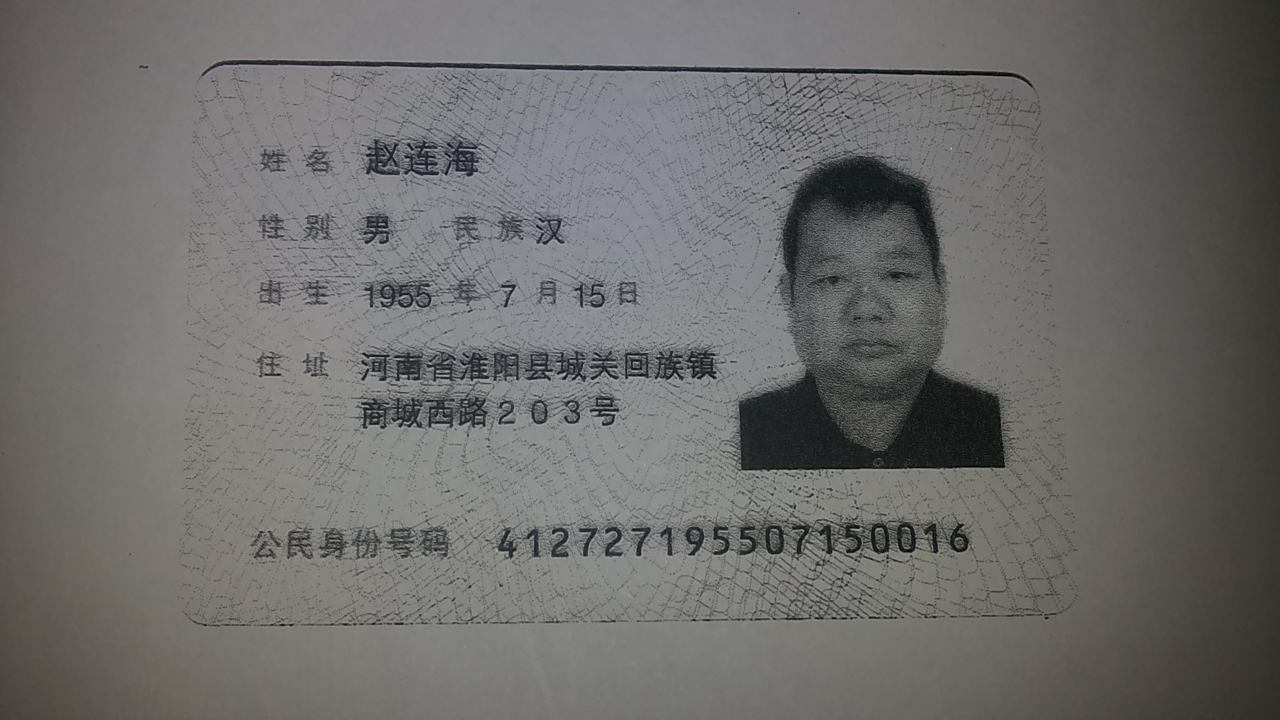 姓名 赵连海
性别 男 民族 汉
出生 1955 年 7 月 15 日
住址 河南省淮阳县城关回族镇
商城西路203号
公民身份号码 412727195507150016